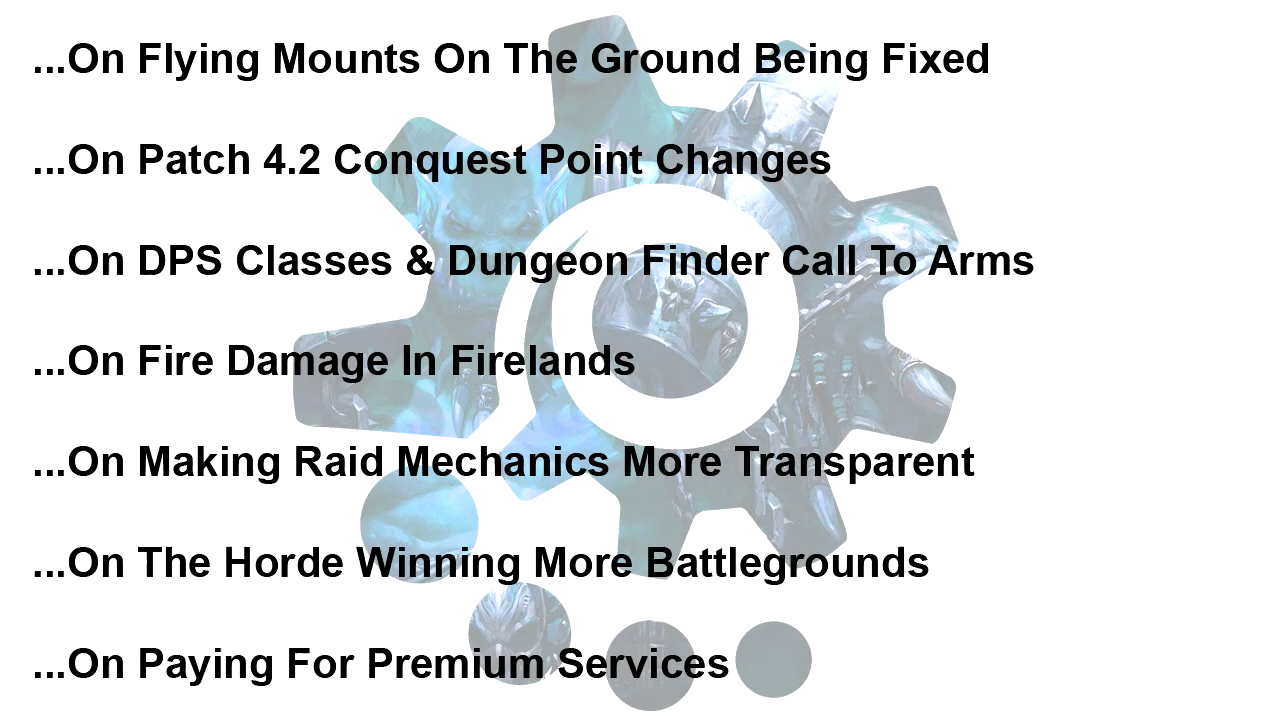 ...On Flying Mounts On The Ground Being Fixed
...On Patch 4.2 Conquest Point Changes
...On DPS Classes & Dungeon Finder Call To Arms
...On Fire Damage In Firelands
...On Making Raid Mechanics More Transparent
...On The Horde Winning More Battlegrounds
...On Paying For Premium Services